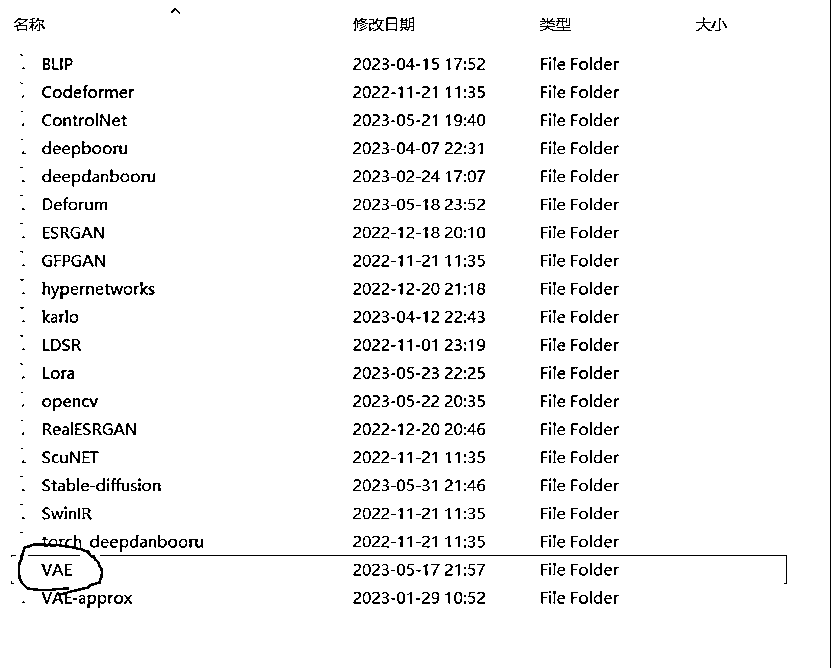 名称 修改日期 类型 大小
BLIP 2023-04-15 17:52 File Folder
Codeformer 2022-11-21 11:35 File Folder
ControlNet 2023-05-21 19:40 File Folder
deepbooru 2023-04-07 22:31 File Folder
deepdanbooru 2023-02-24 17:07 File Folder
Deforum 2023-05-18 23:52 File Folder
ESRGAN 2022-12-18 20:10 File Folder
GFPGAN 2022-11-21 11:35 File Folder
hypernetworks 2022-12-20 21:18 File Folder
karlo 2023-04-12 22:43 File Folder
LDSR 2022-11-01 23:19 File Folder
Lora 2023-05-23 22:25 File Folder
opencv 2023-05-22 20:35 File Folder
RealESRGAN 2022-12-20 20:46 File Folder
ScuNET 2022-11-21 11:35 File Folder
Stable-diffusion 2023-05-31 21:46 File Folder
SwinIR 2022-11-21 11:35 File Folder
torch_deepdanbooru 2022-11-21 11:35 File Folder
VAE 2023-05-17 21:57 File Folder
VAE-approx 2023-01-29 10:52 File Folder